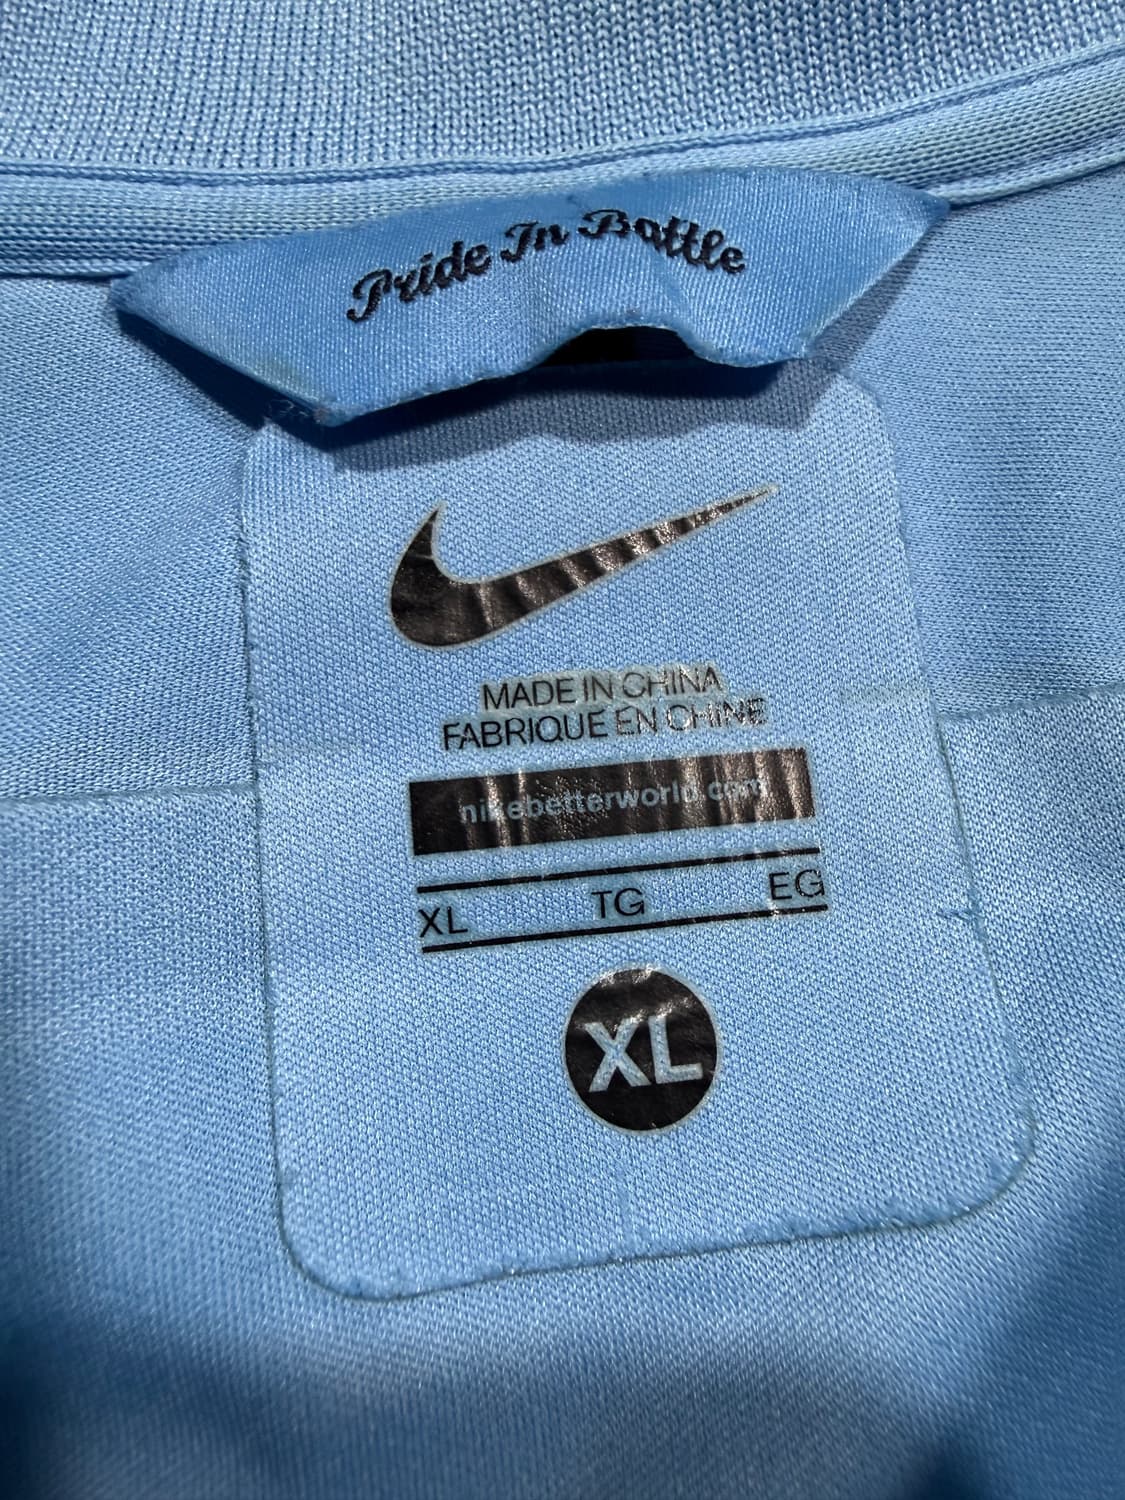 Pride In Battle
MADE IN CHINA
FABRIQUE EN CHINE
nikebetterworld.com
XL TG EG
XL